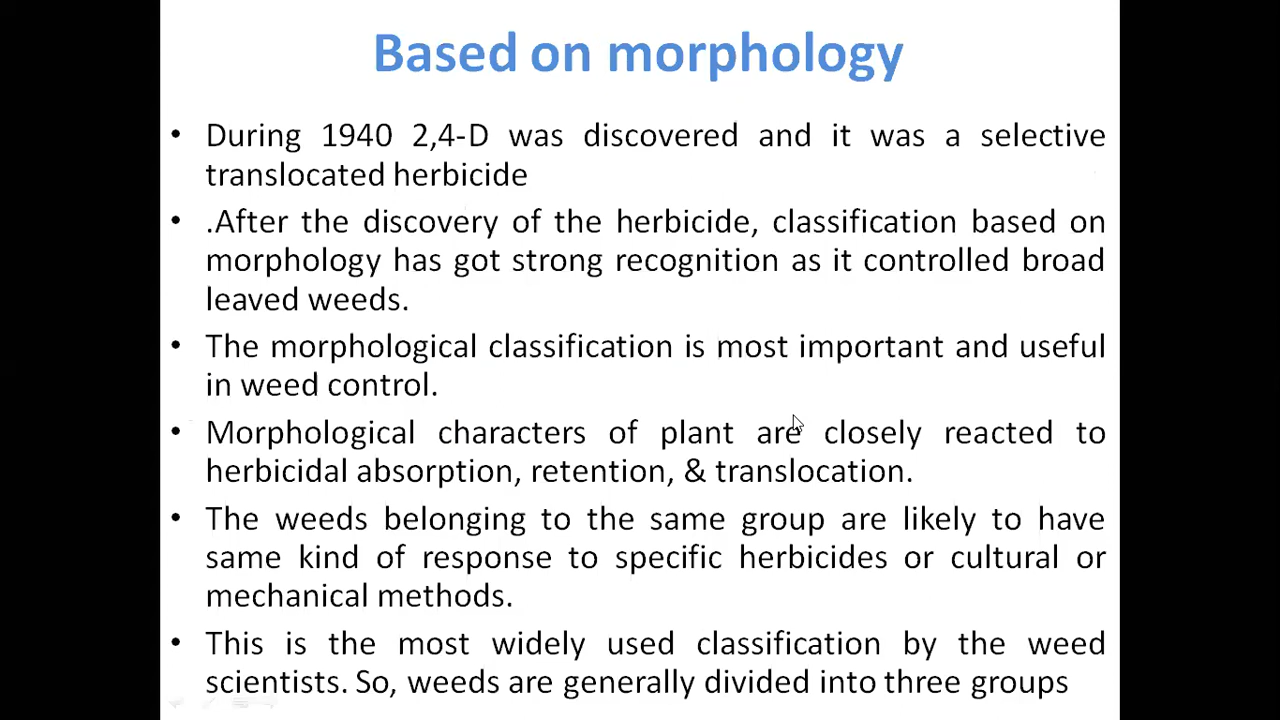 Based on morphology
• During 1940 2,4-D was discovered and it was a selective
translocated herbicide
• .After the discovery of the herbicide, classification based on
morphology has got strong recognition as it controlled broad
leaved weeds.
• The morphological classification is most important and useful
in weed control.
• Morphological characters of plant are closely reacted to
herbicidal absorption, retention, & translocation.
• The weeds belonging to the same group are likely to have
same kind of response to specific herbicides or cultural or
mechanical methods.
• This is the most widely used classification by the weed
scientists. So, weeds are generally divided into three groups